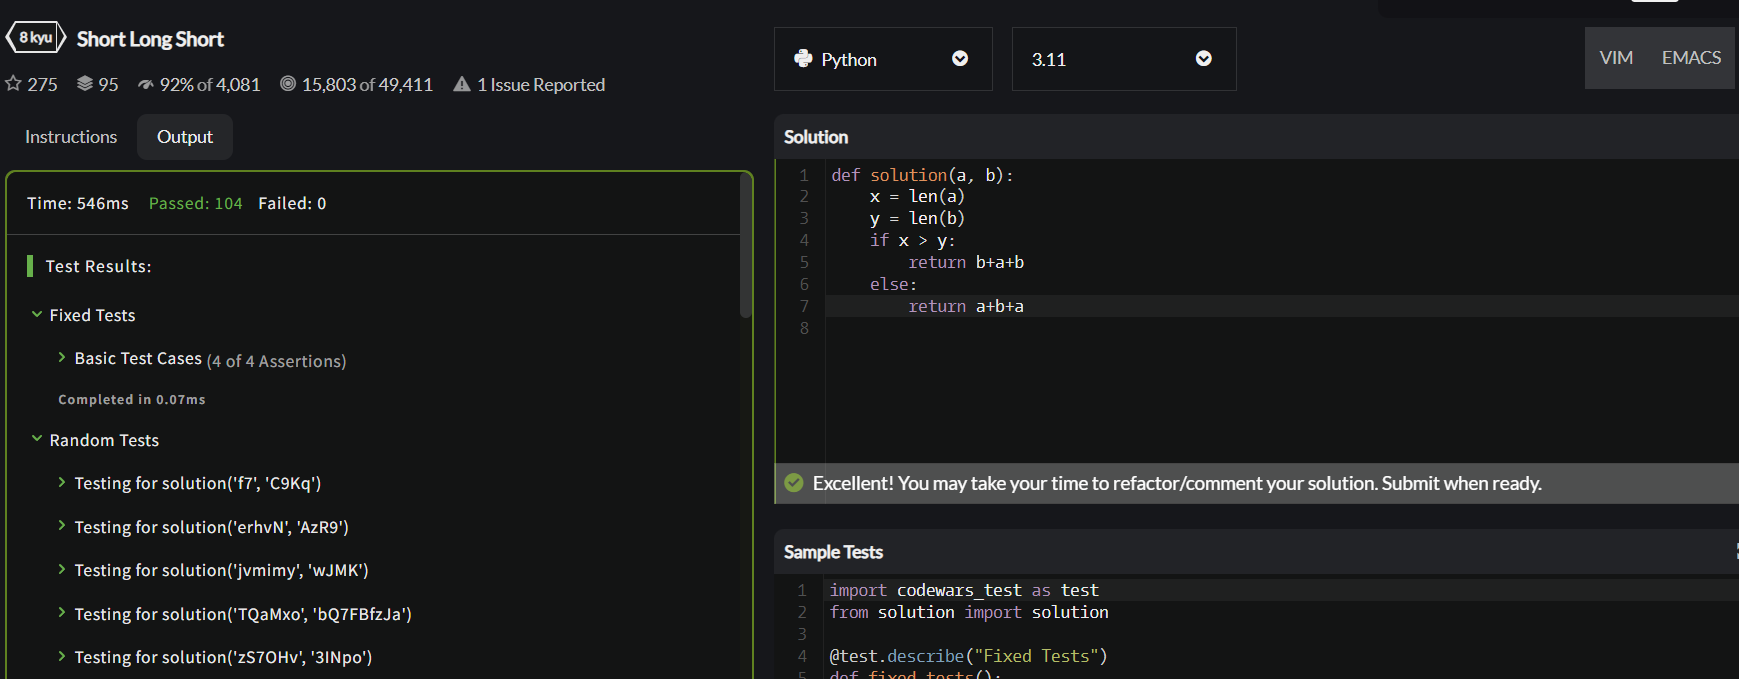 8 kyu Short Long Short
275 95 92% of 4,081 15,803 of 49,411 1 Issue Reported
Instructions Output
Time: 546ms Passed: 104 Failed: 0
Test Results:
Fixed Tests
Basic Test Cases (4 of 4 Assertions)
Completed in 0.07ms
Random Tests
Testing for solution('f7', 'C9Kq')
Testing for solution('erhvN', 'AzR9')
Testing for solution('jvmimy', 'wJMK')
Testing for solution('TQaMxo', 'bQ7FBfzJa')
Testing for solution('zS7OHv', '3INpo')
Python 3.11 VIM EMACS
Solution
1 def solution(a, b):
2 x = len(a)
3 y = len(b)
4 if x > y:
5 return b+a+b
6 else:
7 return a+b+a
8
Excellent! You may take your time to refactor/comment your solution. Submit when ready.
Sample Tests
1 import codewars_test as test
2 from solution import solution
3
4 @test.describe("Fixed Tests")
5 def fixed_tests():